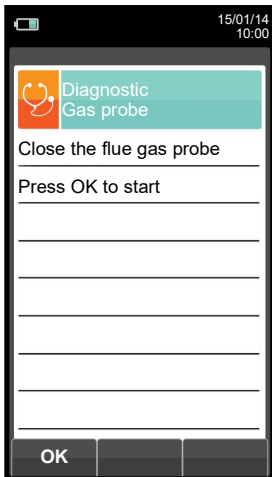 15/01/14
10:00
Diagnostic
Gas probe
Close the flue gas probe
Press OK to start
OK